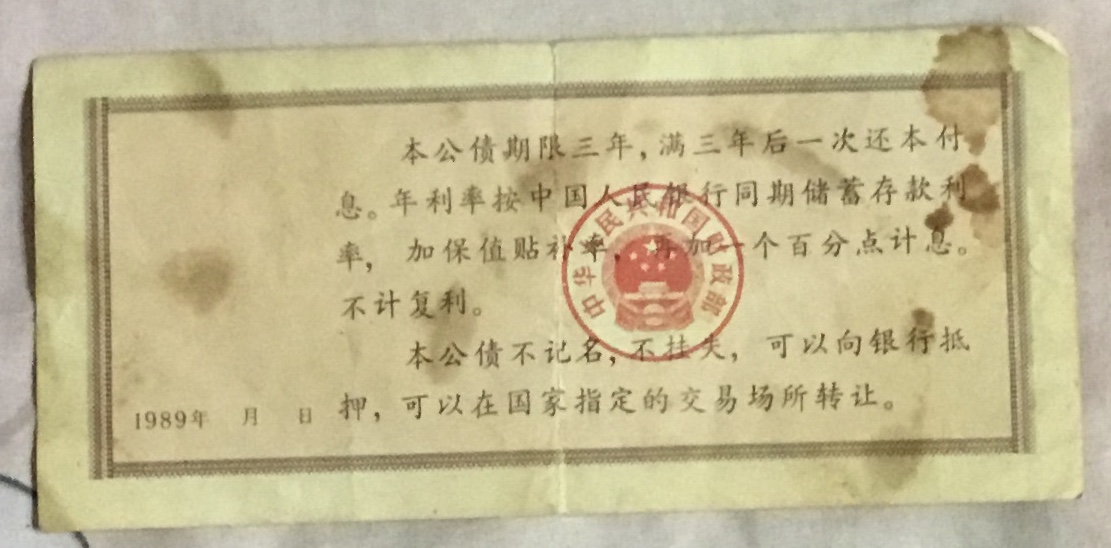 本公债期限三年,满三年后一次还本付
息。年利率按中国人民银行同期储蓄存款利
率, 加保值贴补率, 再加一个百分点计息。
不计复利。
本公债不记名,不挂失, 可以向银行抵
押,可以在国家指定的交易场所转让。
1989年 月 日
中华人民共和国财政部